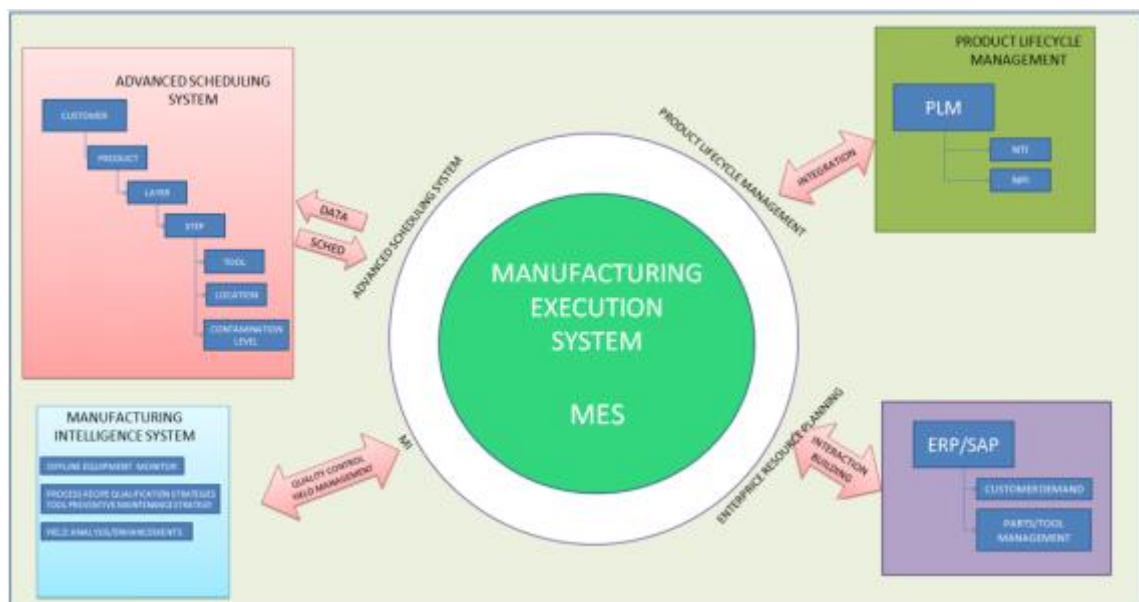 ADVANCED SCHEDULING
SYSTEM
CUSTOMER
PRODUCT
LAYER
STEP
TOOL
LOCATION
CONTAMINATION
LEVEL
DATA
SCHED
ADVANCED SCHEDULING SYSTEM
PRODUCT LIFECYCLE
MANAGEMENT
PLM
NTI
NPI
INTEGRATION
PRODUCT LIFECYCLE MANAGEMENT
MANUFACTURING
EXECUTION
SYSTEM
MES
MANUFACTURING
INTELLIGENCE SYSTEM
OFFLINE EQUIPMENT MONITOR
PROCESS RECIPE QUALIFICATION STRATEGIES
TOOL PREVENTIVE MAINTENANCE STRATEGY
YIELD ANALYSIS/ENHANCEMENTS
QUALITY CONTROL
YIELD MANAGEMENT
MI
ENTERPRICE RESOURCE PLANNING
INTERACTION
BUILDING
ERP/SAP
CUSTOMER DEMAND
PARTS/TOOL
MANAGEMENT